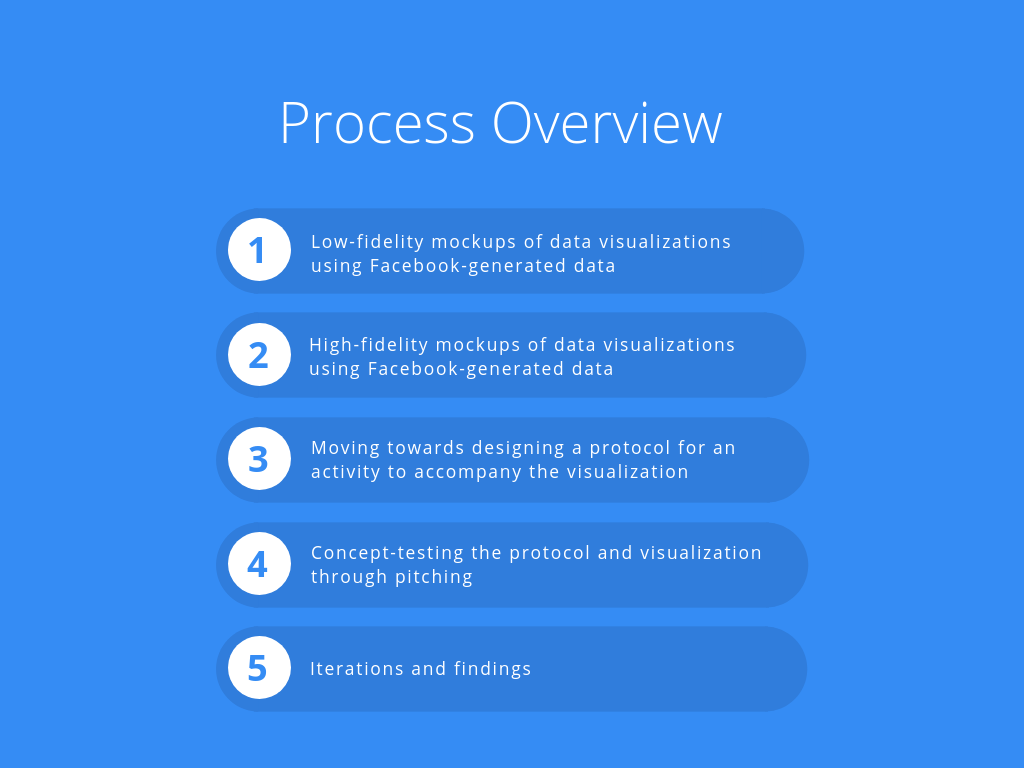 Process Overview
1
Low-fidelity mockups of data visualizations
using Facebook-generated data
2
High-fidelity mockups of data visualizations
using Facebook-generated data
3
Moving towards designing a protocol for an
activity to accompany the visualization
4
Concept-testing the protocol and visualization
through pitching
5
Iterations and findings